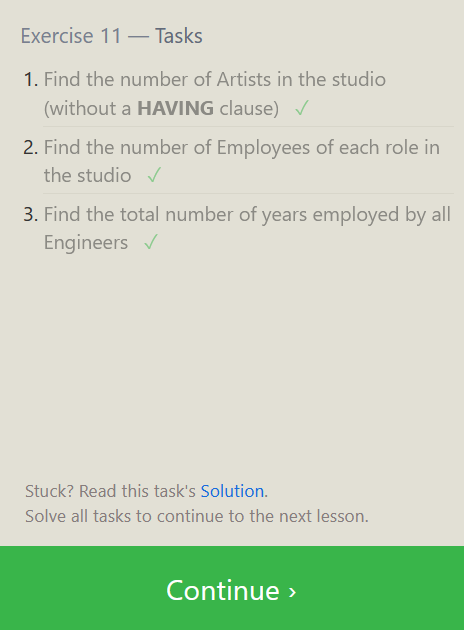 Exercise 11 — Tasks
1. Find the number of Artists in the studio
(without a HAVING clause) ✓
2. Find the number of Employees of each role in
the studio ✓
3. Find the total number of years employed by all
Engineers ✓
Stuck? Read this task's Solution.
Solve all tasks to continue to the next lesson.
Continue ›